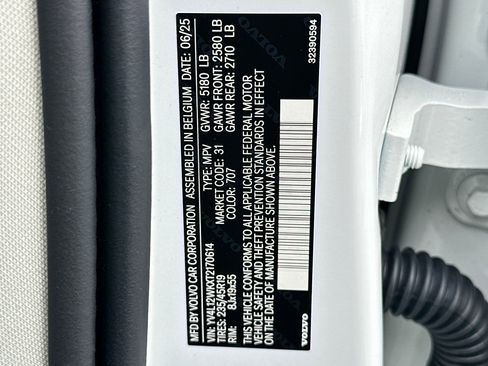 MFD BY VOLVO CAR CORPORATION ASSEMBLED IN BELGIUM DATE: 06/25
VIN: YV4L12WKXT2170614 GVWR: 5180 LB
TIRES: 235/45R19 TYPE: MPV GAWR FRONT: 2580 LB
RIM: 8Jx19x55 MARKET CODE: 31 GAWR REAR: 2710 LB
COLOR: 707
THIS VEHICLE CONFORMS TO ALL APPLICABLE FEDERAL MOTOR
VEHICLE SAFETY AND THEFT PREVENTION STANDARDS IN EFFECT
ON THE DATE OF MANUFACTURE SHOWN ABOVE.
VOLVO
32390594
VOLVO